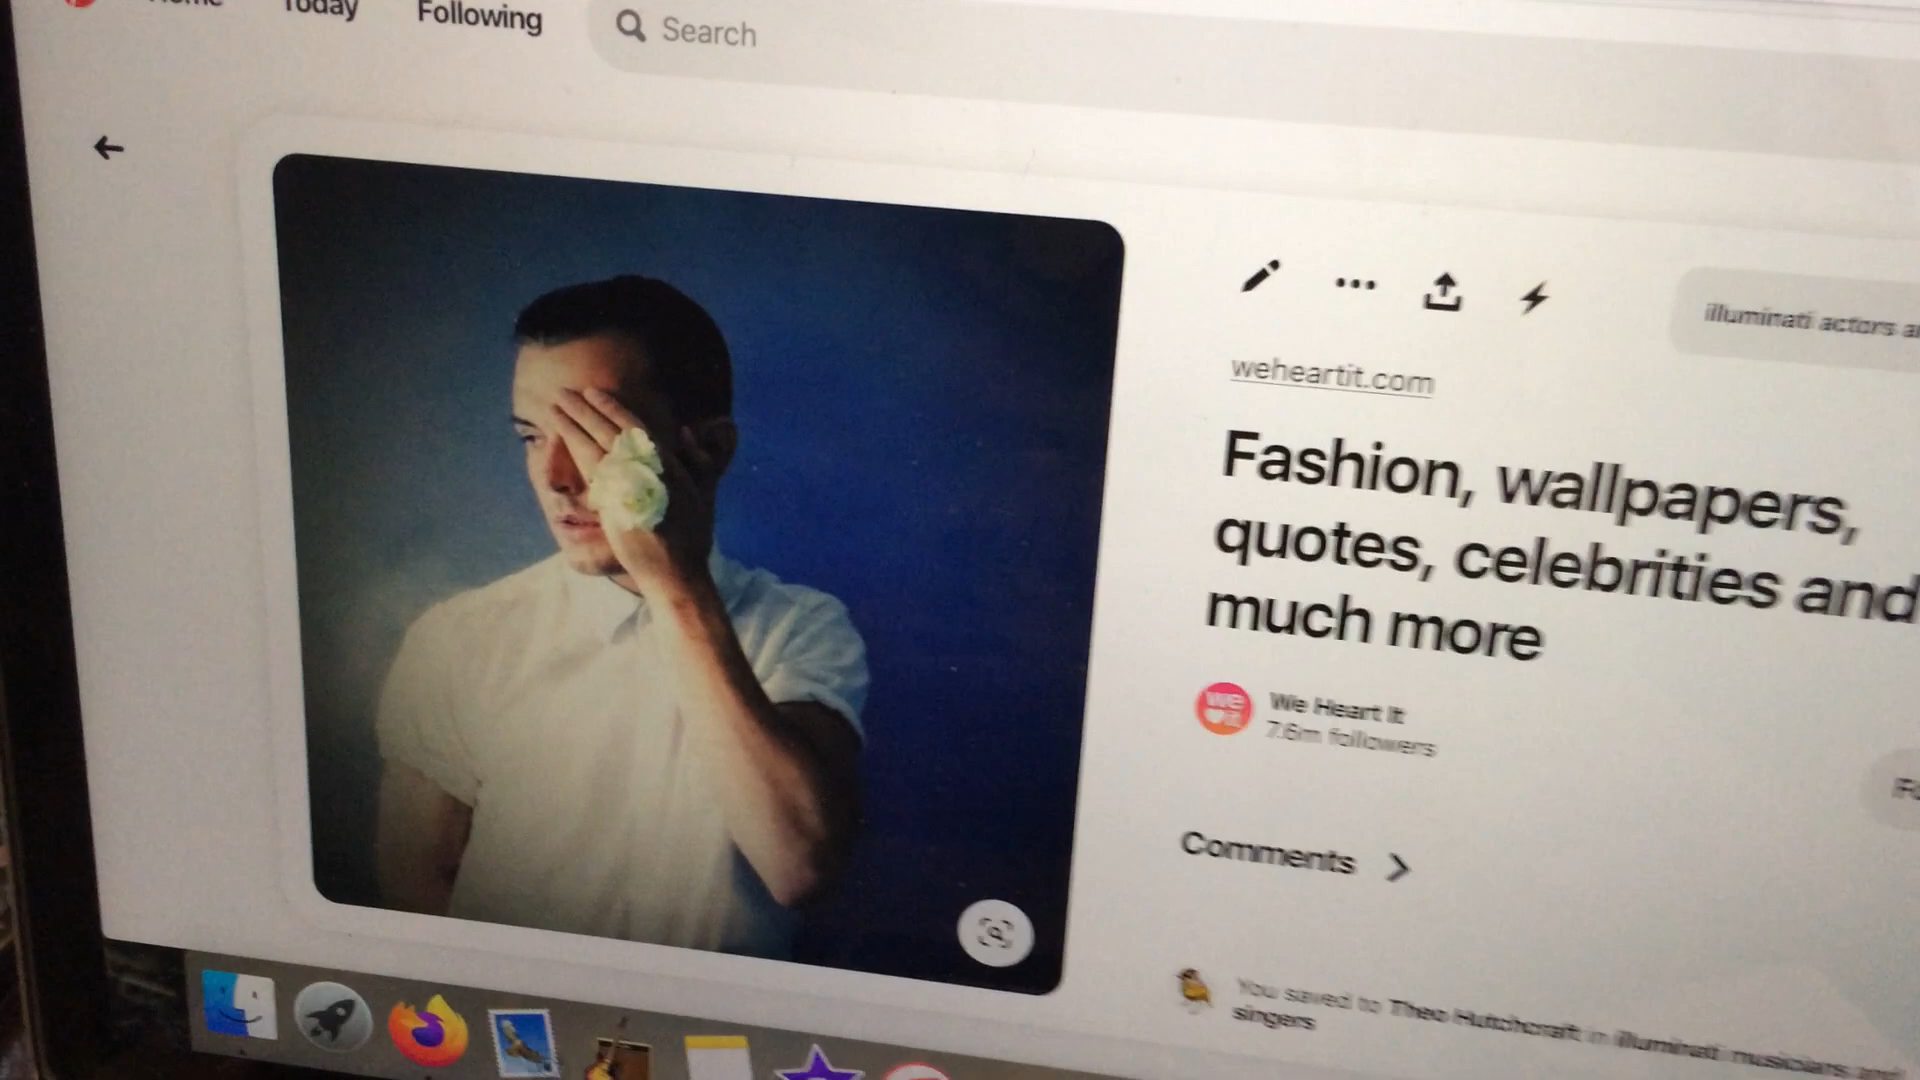 Home Today Following Search
illuminati actors a
weheartit.com
Fashion, wallpapers,
quotes, celebrities and
much more
We Heart It
7.6m followers
Comments
You saved to Theo Hutchcraft in illuminati musicians and
singers